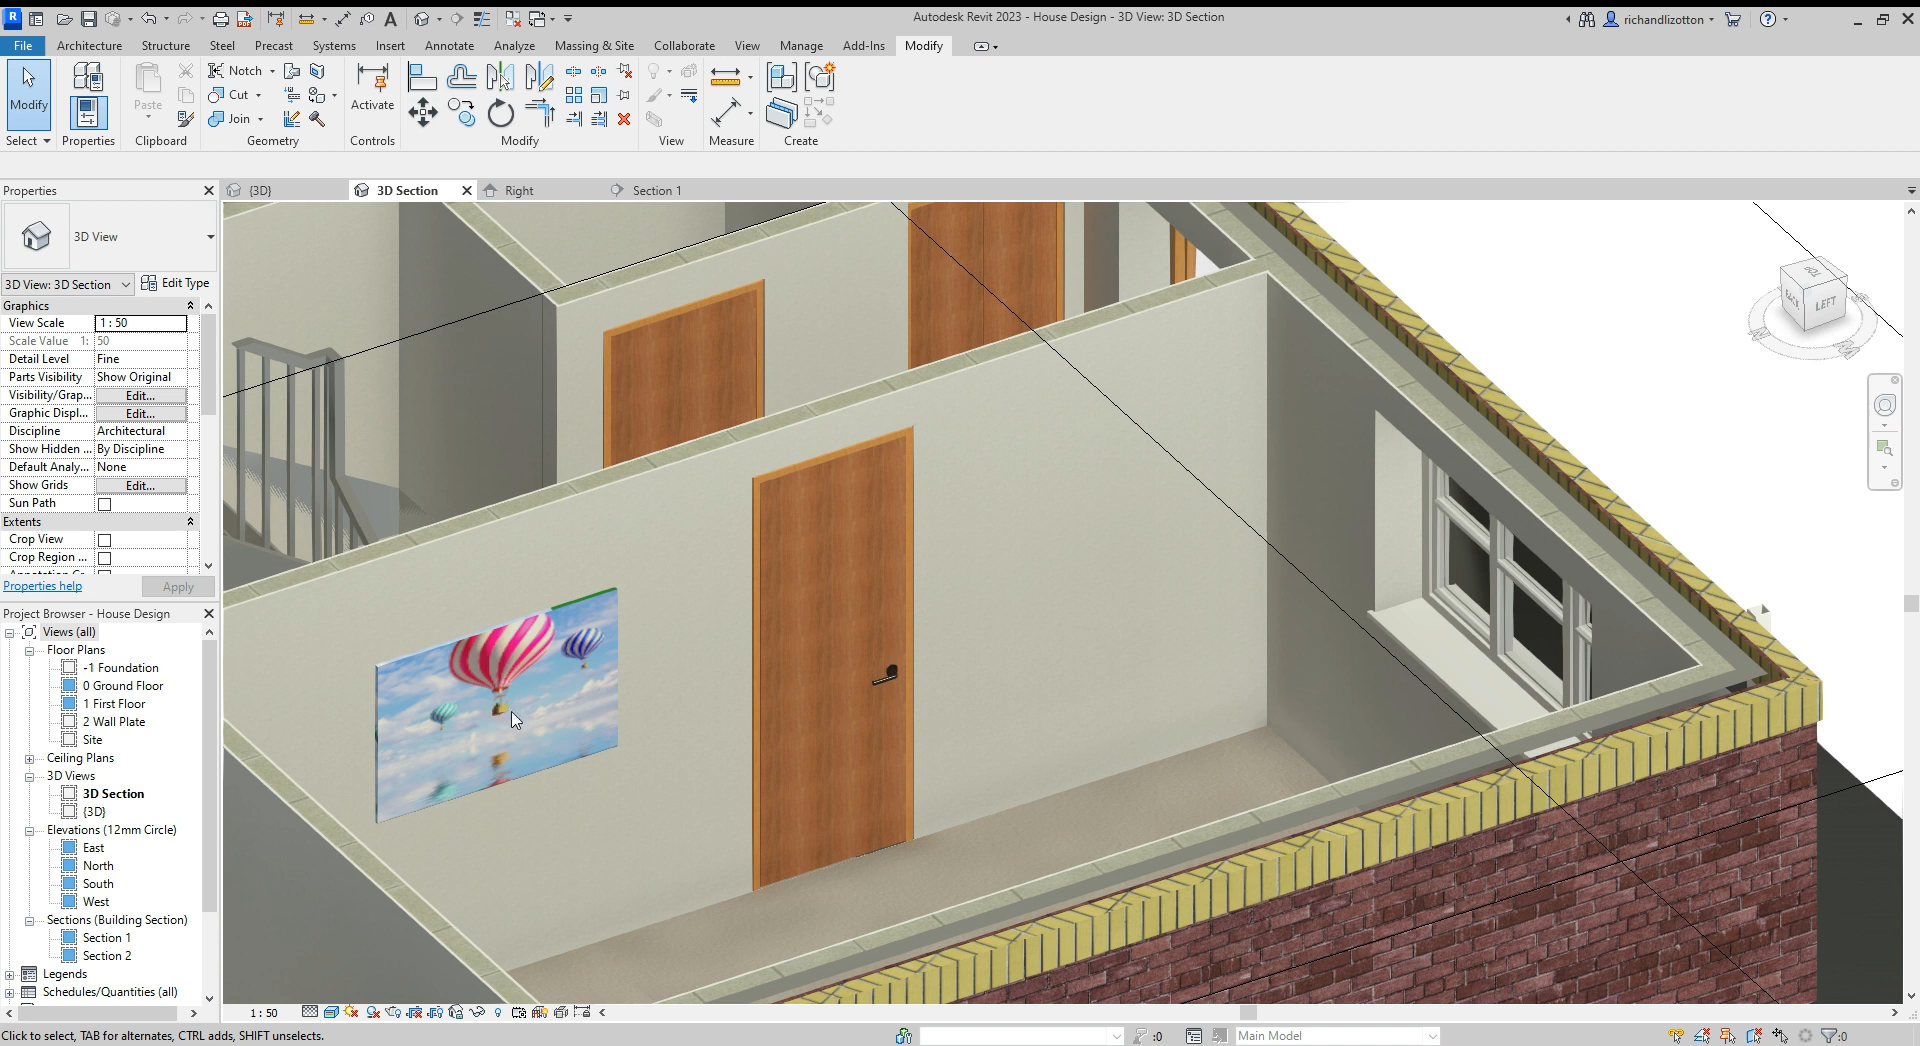 Autodesk Revit 2023 - House Design - 3D View: 3D Section
richandlizotton
File
Architecture
Structure
Steel
Precast
Systems
Insert
Annotate
Analyze
Massing & Site
Collaborate
View
Manage
Add-Ins
Modify
Modify
Paste
Notch
Cut
Join
Activate
Select
Properties
Clipboard
Geometry
Controls
Modify
View
Measure
Create
Properties
{3D}
3D Section
Right
Section 1
3D View
3D View: 3D Section
Edit Type
Graphics
View Scale 1 : 50
Scale Value 1: 50
Detail Level Fine
Parts Visibility Show Original
Visibility/Grap... Edit...
Graphic Displ... Edit...
Discipline Architectural
Show Hidden ... By Discipline
Default Analy... None
Show Grids Edit...
Sun Path
Extents
Crop View
Crop Region ...
Properties help
Apply
Project Browser - House Design
Views (all)
Floor Plans
-1 Foundation
0 Ground Floor
1 First Floor
2 Wall Plate
Site
Ceiling Plans
3D Views
3D Section
{3D}
Elevations (12mm Circle)
East
North
South
West
Sections (Building Section)
Section 1
Section 2
Legends
Schedules/Quantities (all)
TOP
BACK
LEFT
1 : 50
Click to select, TAB for alternates, CTRL adds, SHIFT unselects.
:0
Main Model
:0